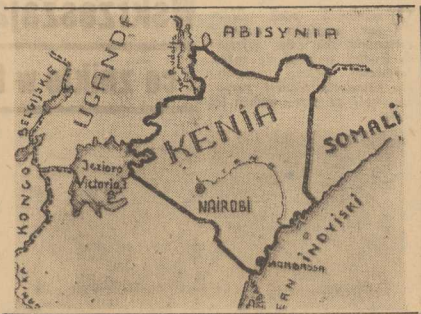 ABISYNIA
UGANDA
BELGIJSKIE
KONGO
KENIA
SOMALI
Jezioro
Victoria
NAIROBI
INDYJSKI
MOMBASSA